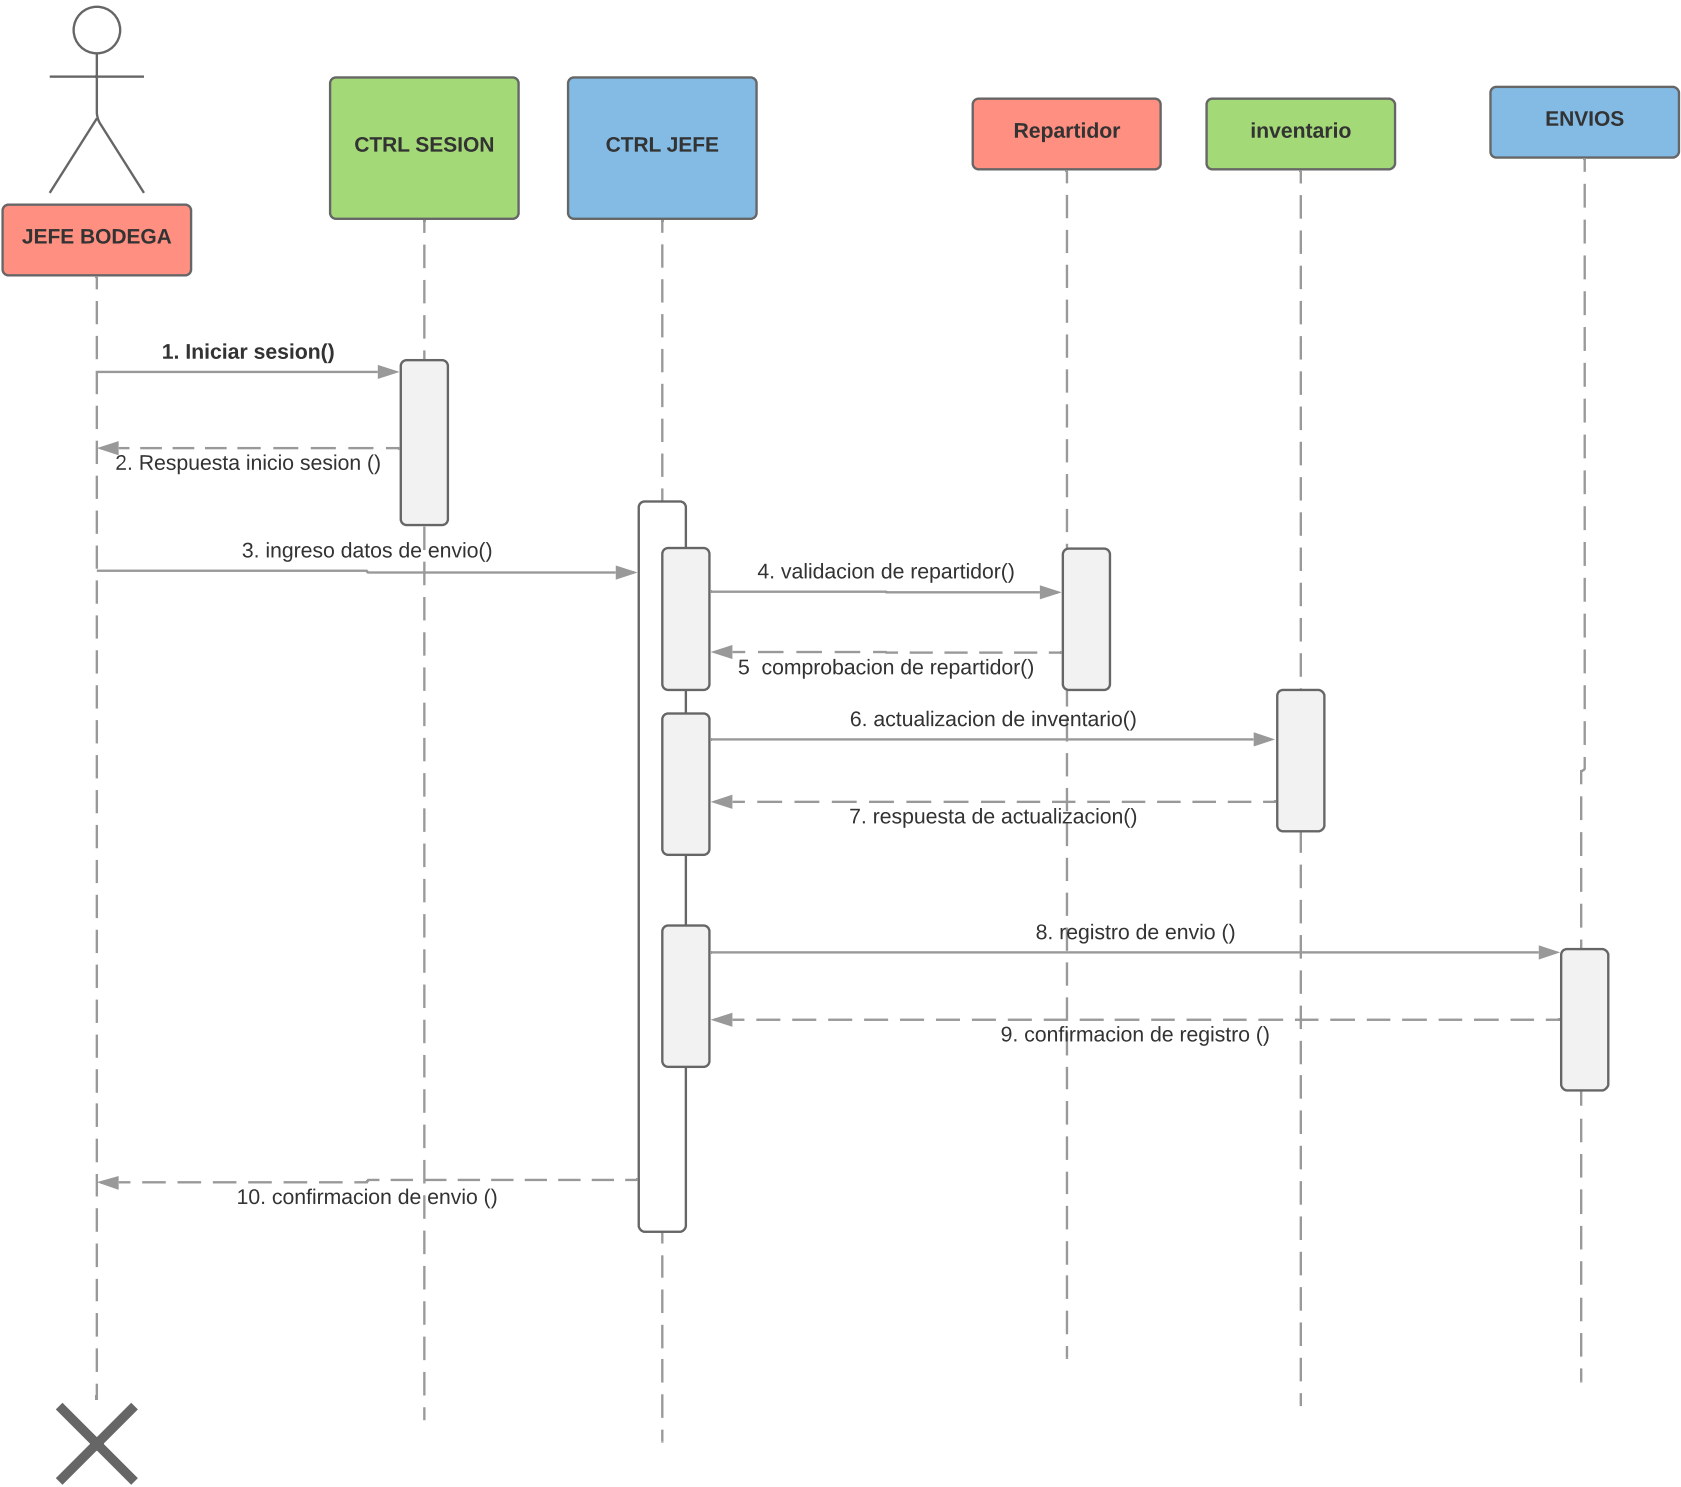 CTRL SESION
CTRL JEFE
Repartidor
inventario
ENVIOS
JEFE BODEGA
1. Iniciar sesion()
2. Respuesta inicio sesion ()
3. ingreso datos de envio()
4. validacion de repartidor()
5  comprobacion de repartidor()
6. actualizacion de inventario()
7. respuesta de actualizacion()
8. registro de envio ()
9. confirmacion de registro ()
10. confirmacion de envio ()